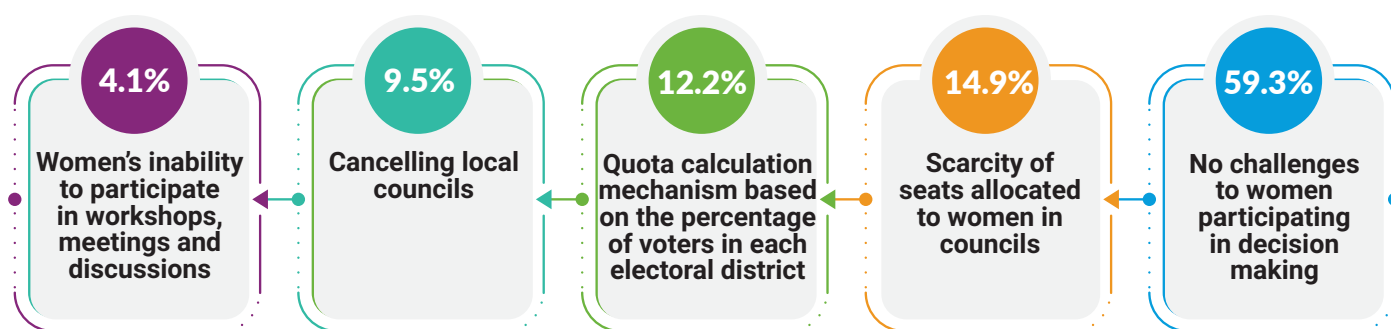 4.1%
Women's inability
to participate
in workshops,
meetings and
discussions
9.5%
Cancelling local
councils
12.2%
Quota calculation
mechanism based
on the percentage
of voters in each
electoral district
14.9%
Scarcity of
seats allocated
to women in
councils
59.3%
No challenges
to women
participating
in decision
making